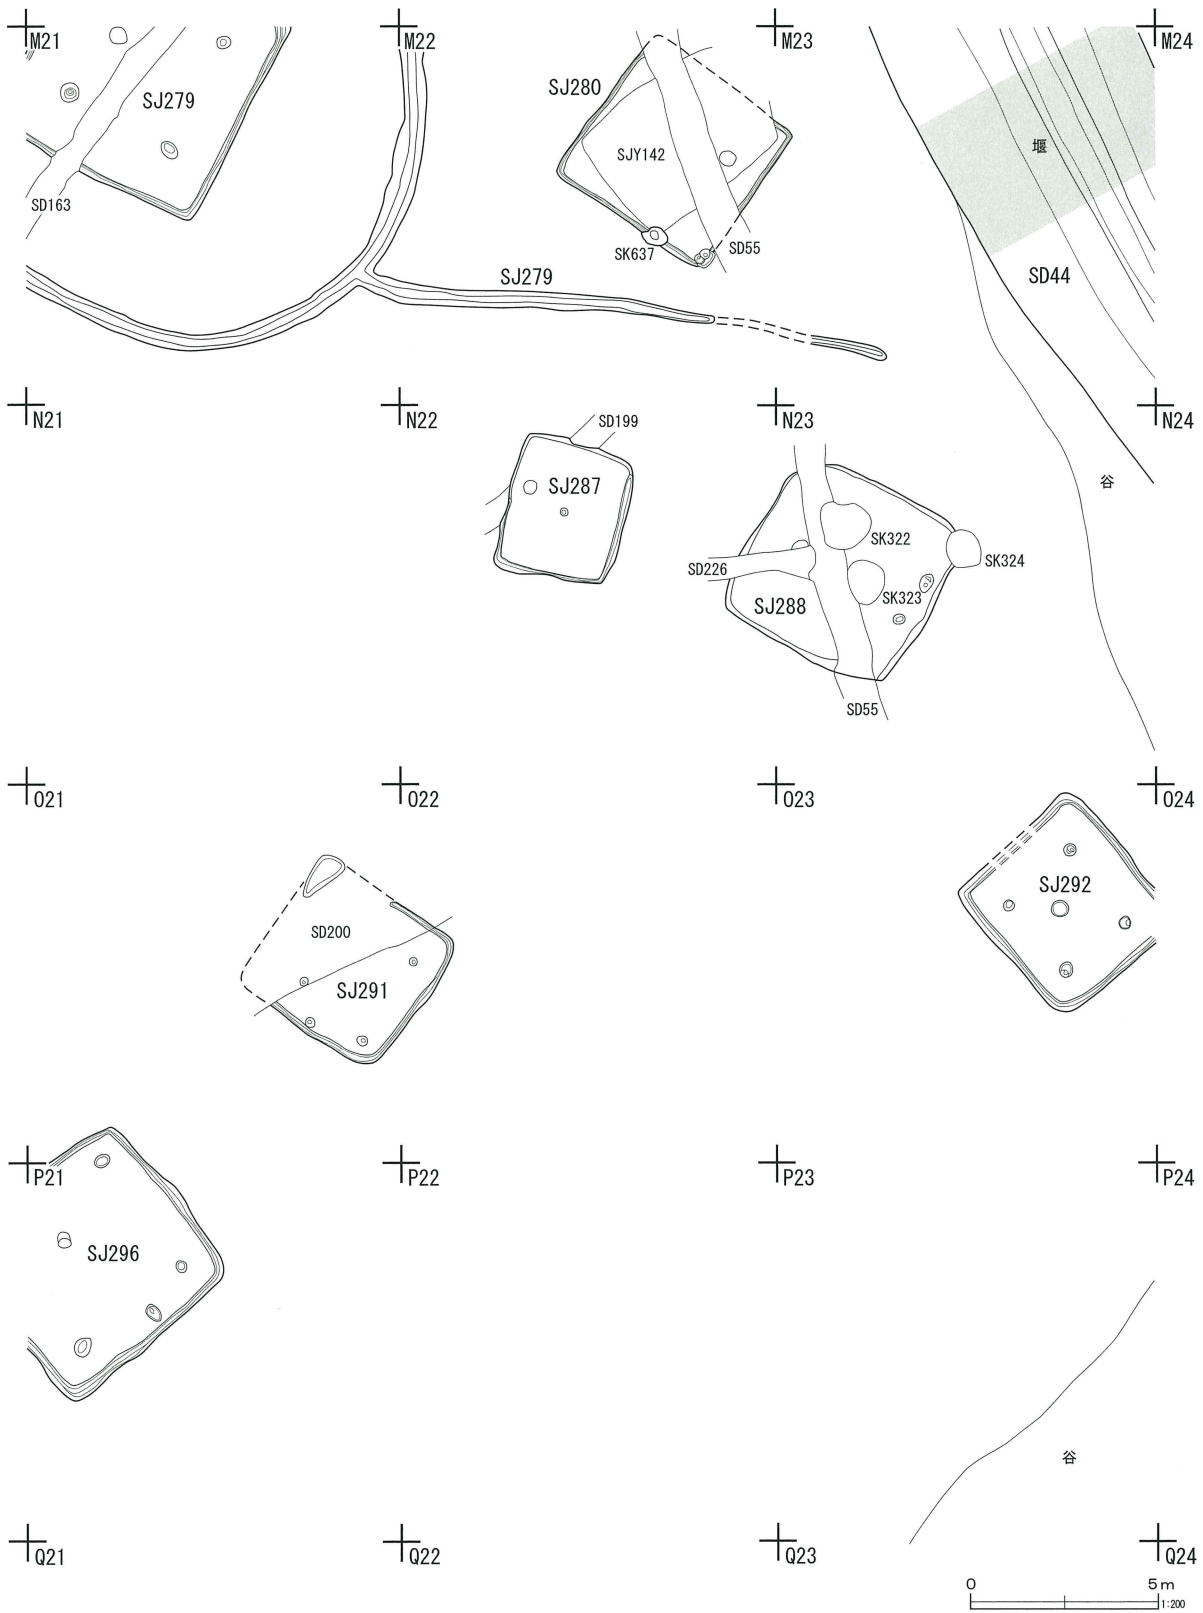 M21
M22
M23
M24
SJ280
SJ279
SJY142
堰
SD163
SK637
SD55
SJ279
SD44
N21
N22
N23
N24
SD199
SJ287
谷
SK322
SK324
SD226
SK323
SJ288
SD55
O21
O22
O23
O24
SJ292
SD200
SJ291
P21
P22
P23
P24
SJ296
谷
Q21
Q22
Q23
Q24
0 5m
1:200